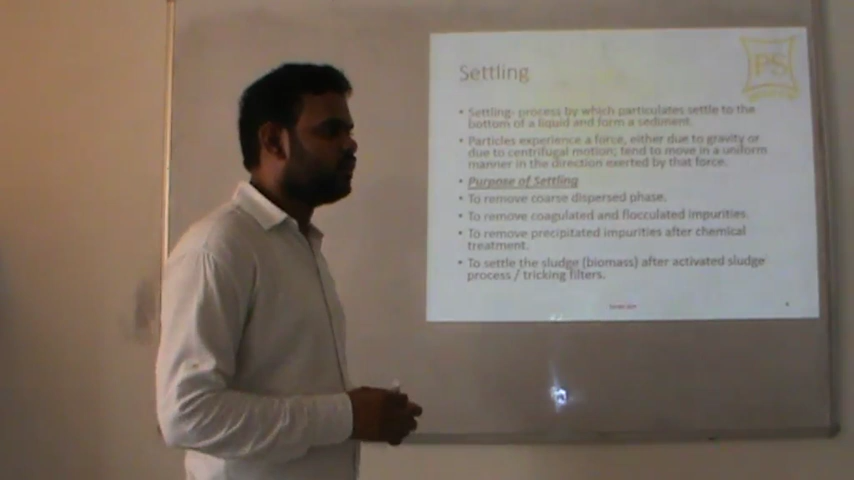 PS
Settling
• Settling- process by which particulates settle to the
bottom of a liquid and form a sediment.
• Particles experience a force, either due to gravity or
due to centrifugal motion; tend to move in a uniform
manner in the direction exerted by that force.
• Purpose of Settling
• To remove coarse dispersed phase.
• To remove coagulated and flocculated impurities.
• To remove precipitated impurities after chemical
treatment.
• To settle the sludge (biomass) after activated sludge
process / tricking filters.